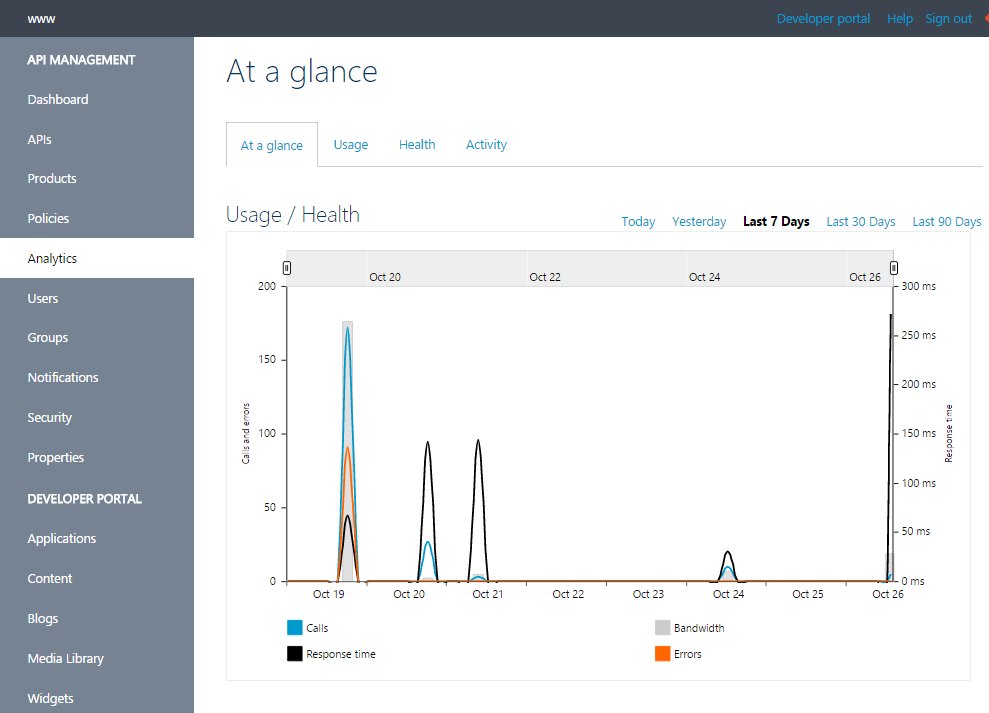 www
Developer portal Help Sign out
API MANAGEMENT
Dashboard
APIs
Products
Policies
Analytics
Users
Groups
Notifications
Security
Properties
DEVELOPER PORTAL
Applications
Content
Blogs
Media Library
Widgets
At a glance
At a glance Usage Health Activity
Usage / Health
Today Yesterday Last 7 Days Last 30 Days Last 90 Days
Oct 20 Oct 22 Oct 24 Oct 26
200
150
100
50
0
Calls and errors
300 ms
250 ms
200 ms
150 ms
100 ms
50 ms
0 ms
Response time
Oct 19 Oct 20 Oct 21 Oct 22 Oct 23 Oct 24 Oct 25 Oct 26
Calls Bandwidth
Response time Errors